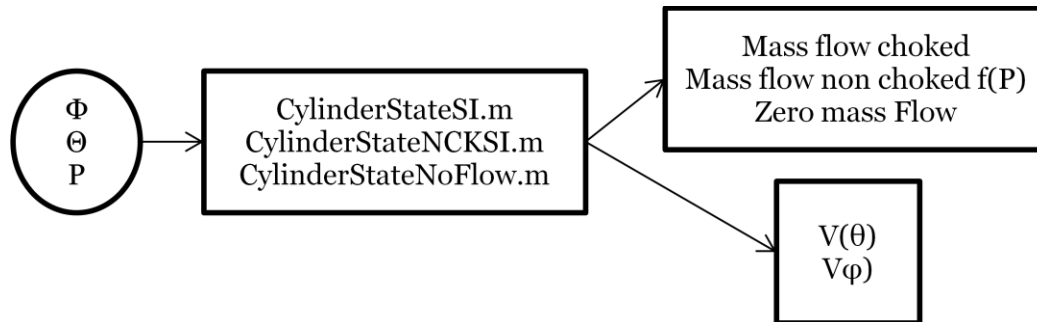 Φ
Θ
P
CylinderStateSI.m
CylinderStateNCKSI.m
CylinderStateNoFlow.m
Mass flow choked
Mass flow non choked f(P)
Zero mass Flow
V(θ)
Vφ)